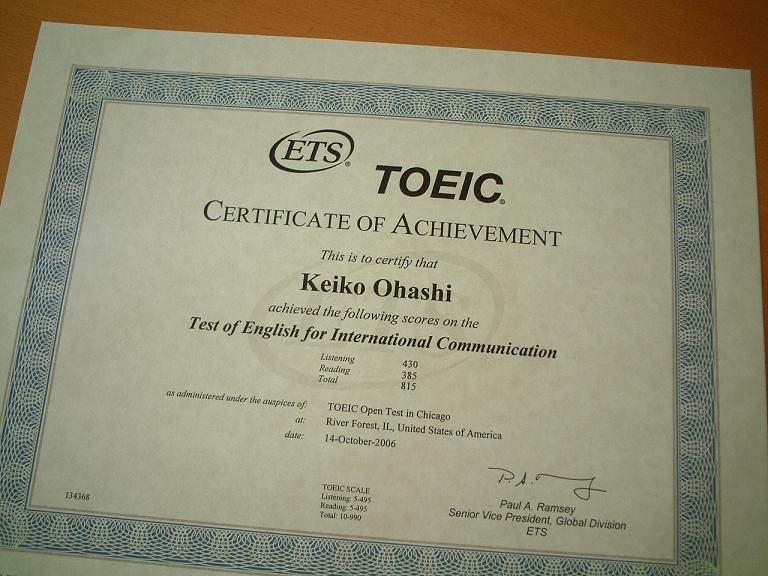 ETS®
TOEIC®
CERTIFICATE OF ACHIEVEMENT
This is to certify that
Keiko Ohashi
achieved the following scores on the
Test of English for International Communication
Listening 430
Reading 385
Total 815
as administered under the auspices of: TOEIC Open Test in Chicago
at: River Forest, IL, United States of America
date: 14-October-2006
134368
TOEIC SCALE
Listening: 5-495
Reading: 5-495
Total: 10-990
Paul A. Ramsey
Senior Vice President, Global Division
ETS